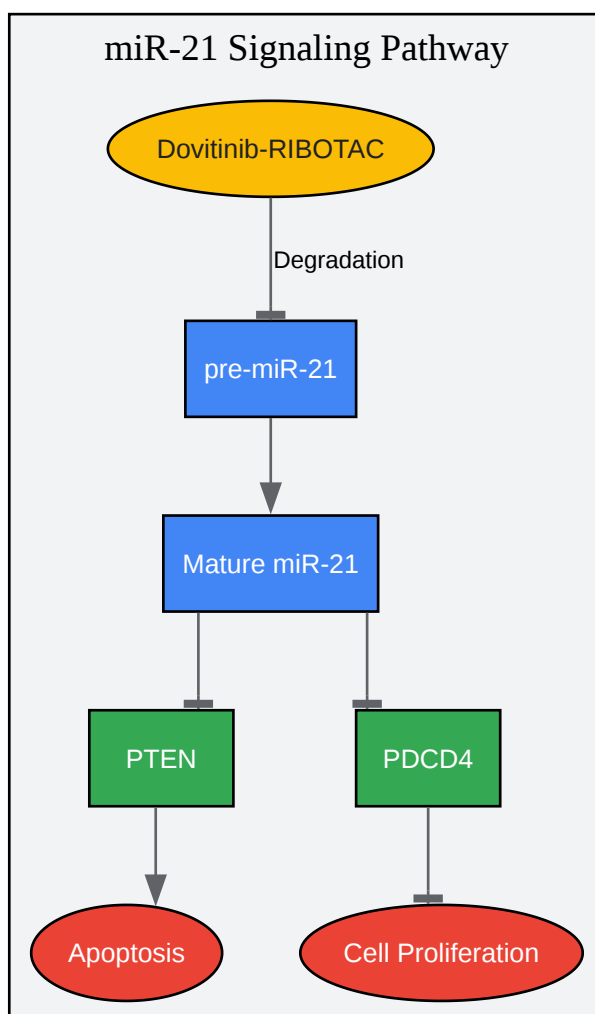 miR-21 Signaling Pathway
Dovitinib-RIBOTAC
Degradation
pre-miR-21
Mature miR-21
PTEN
PDCD4
Apoptosis
Cell Proliferation